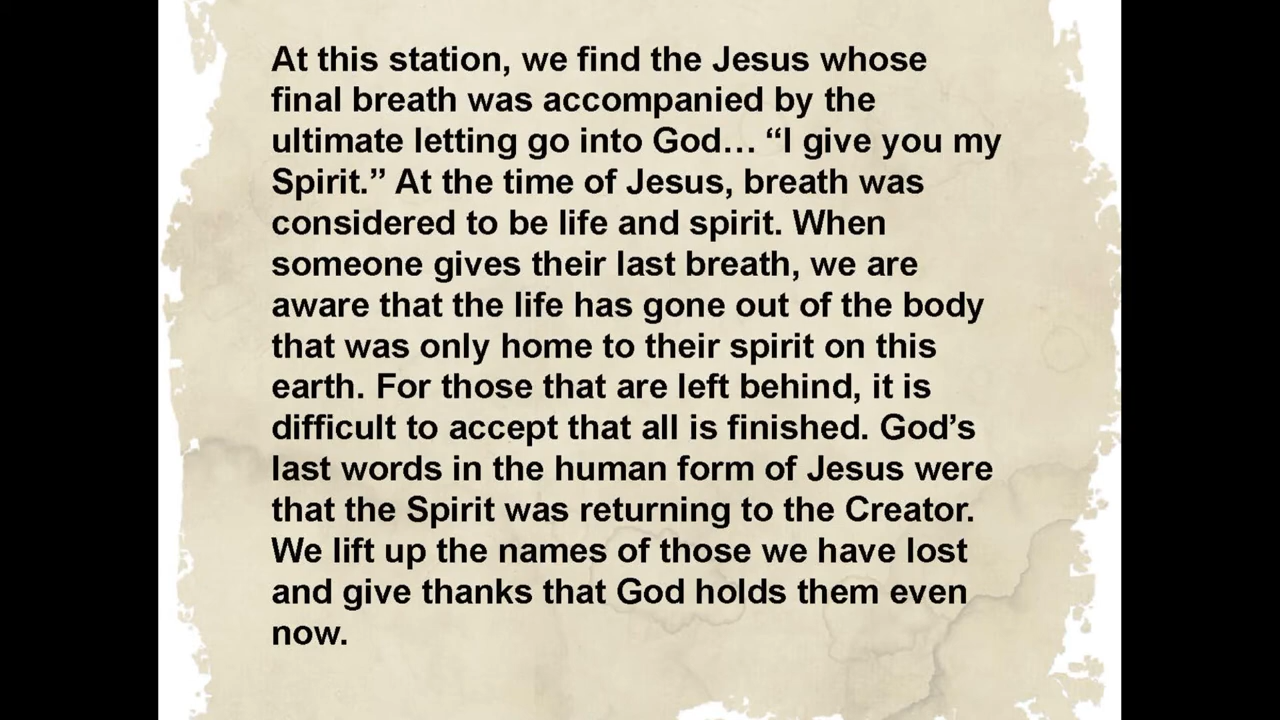 At this station, we find the Jesus whose
final breath was accompanied by the
ultimate letting go into God… “I give you my
Spirit.” At the time of Jesus, breath was
considered to be life and spirit. When
someone gives their last breath, we are
aware that the life has gone out of the body
that was only home to their spirit on this
earth. For those that are left behind, it is
difficult to accept that all is finished. God’s
last words in the human form of Jesus were
that the Spirit was returning to the Creator.
We lift up the names of those we have lost
and give thanks that God holds them even
now.